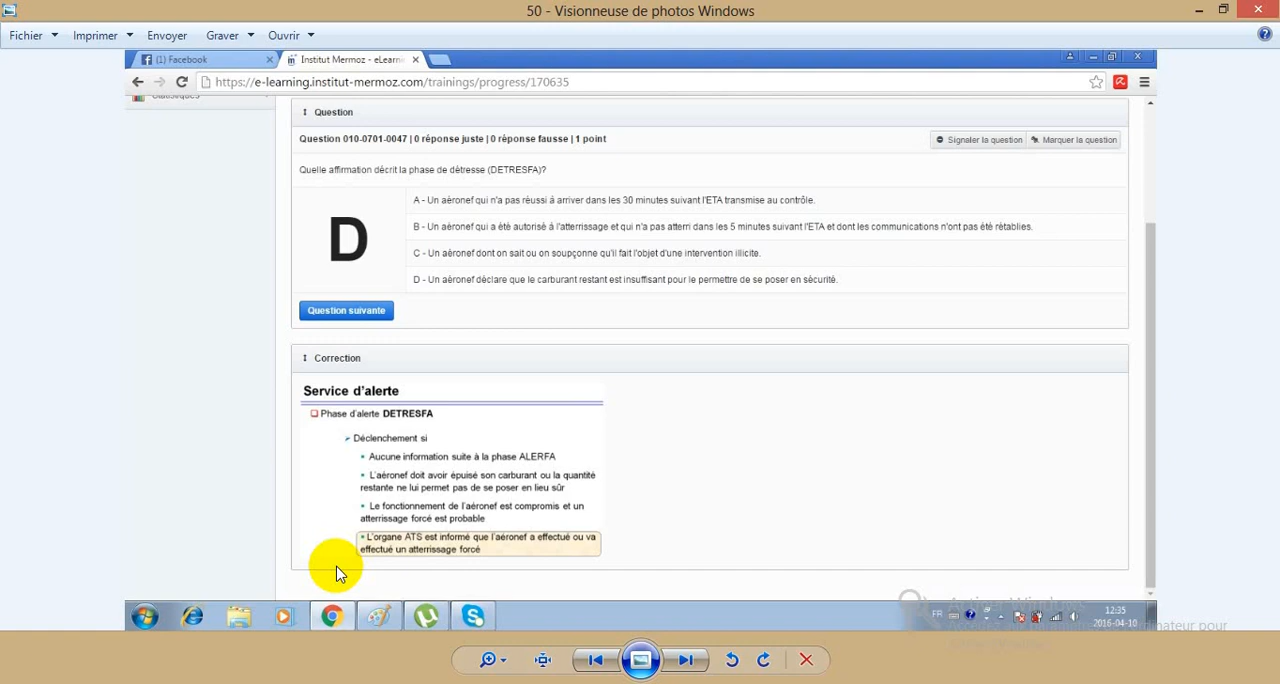 50 - Visionneuse de photos Windows
Fichier Imprimer Envoyer Graver Ouvrir
(1) Facebook Institut Mermoz - eLearne
https://e-learning.institut-mermoz.com/trainings/progress/170635
Statistiques
Question
Question 010-0701-0047 | 0 réponse juste | 0 réponse fausse | 1 point
Signaler la question Marquer la question
Quelle affirmation décrit la phase de détresse (DETRESFA)?
D
A - Un aéronef qui n'a pas réussi à arriver dans les 30 minutes suivant l'ETA transmise au contrôle.
B - Un aéronef qui a été autorisé à l'atterrissage et qui n'a pas atterri dans les 5 minutes suivant l'ETA et dont les communications n'ont pas été rétablies.
C - Un aéronef dont on sait ou on soupçonne qu'il fait l'objet d'une intervention illicite.
D - Un aéronef déclare que le carburant restant est insuffisant pour le permettre de se poser en sécurité.
Question suivante
Correction
Service d'alerte
Phase d'alerte DETRESFA
Déclenchement si
Aucune information suite à la phase ALERFA
L'aéronef doit avoir épuisé son carburant ou la quantité
restante ne lui permet pas de se poser en lieu sûr
Le fonctionnement de l'aéronef est compromis et un
atterrissage forcé est probable
L'organe ATS est informé que l'aéronef a effectué ou va
effectué un atterrissage forcé
Activer Windows
FR
12:35
2016-04-10